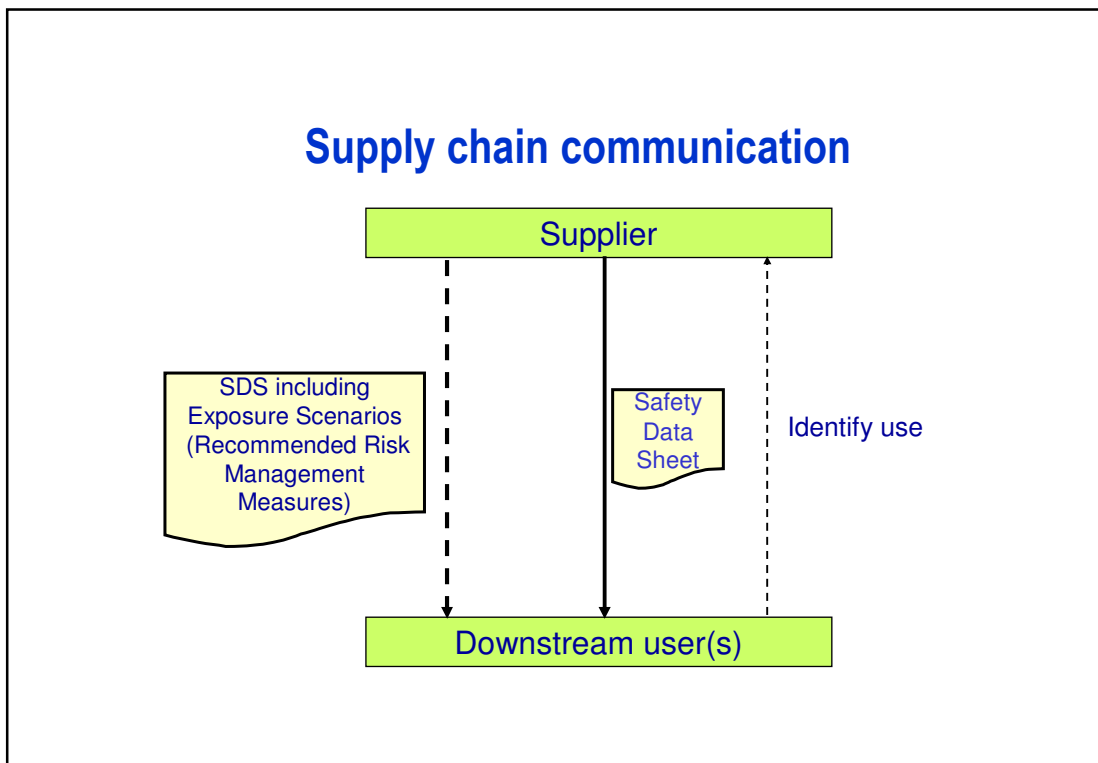 Supply chain communication
Supplier
SDS including
Exposure Scenarios
(Recommended Risk
Management
Measures)
Safety
Data
Sheet
Identify use
Downstream user(s)